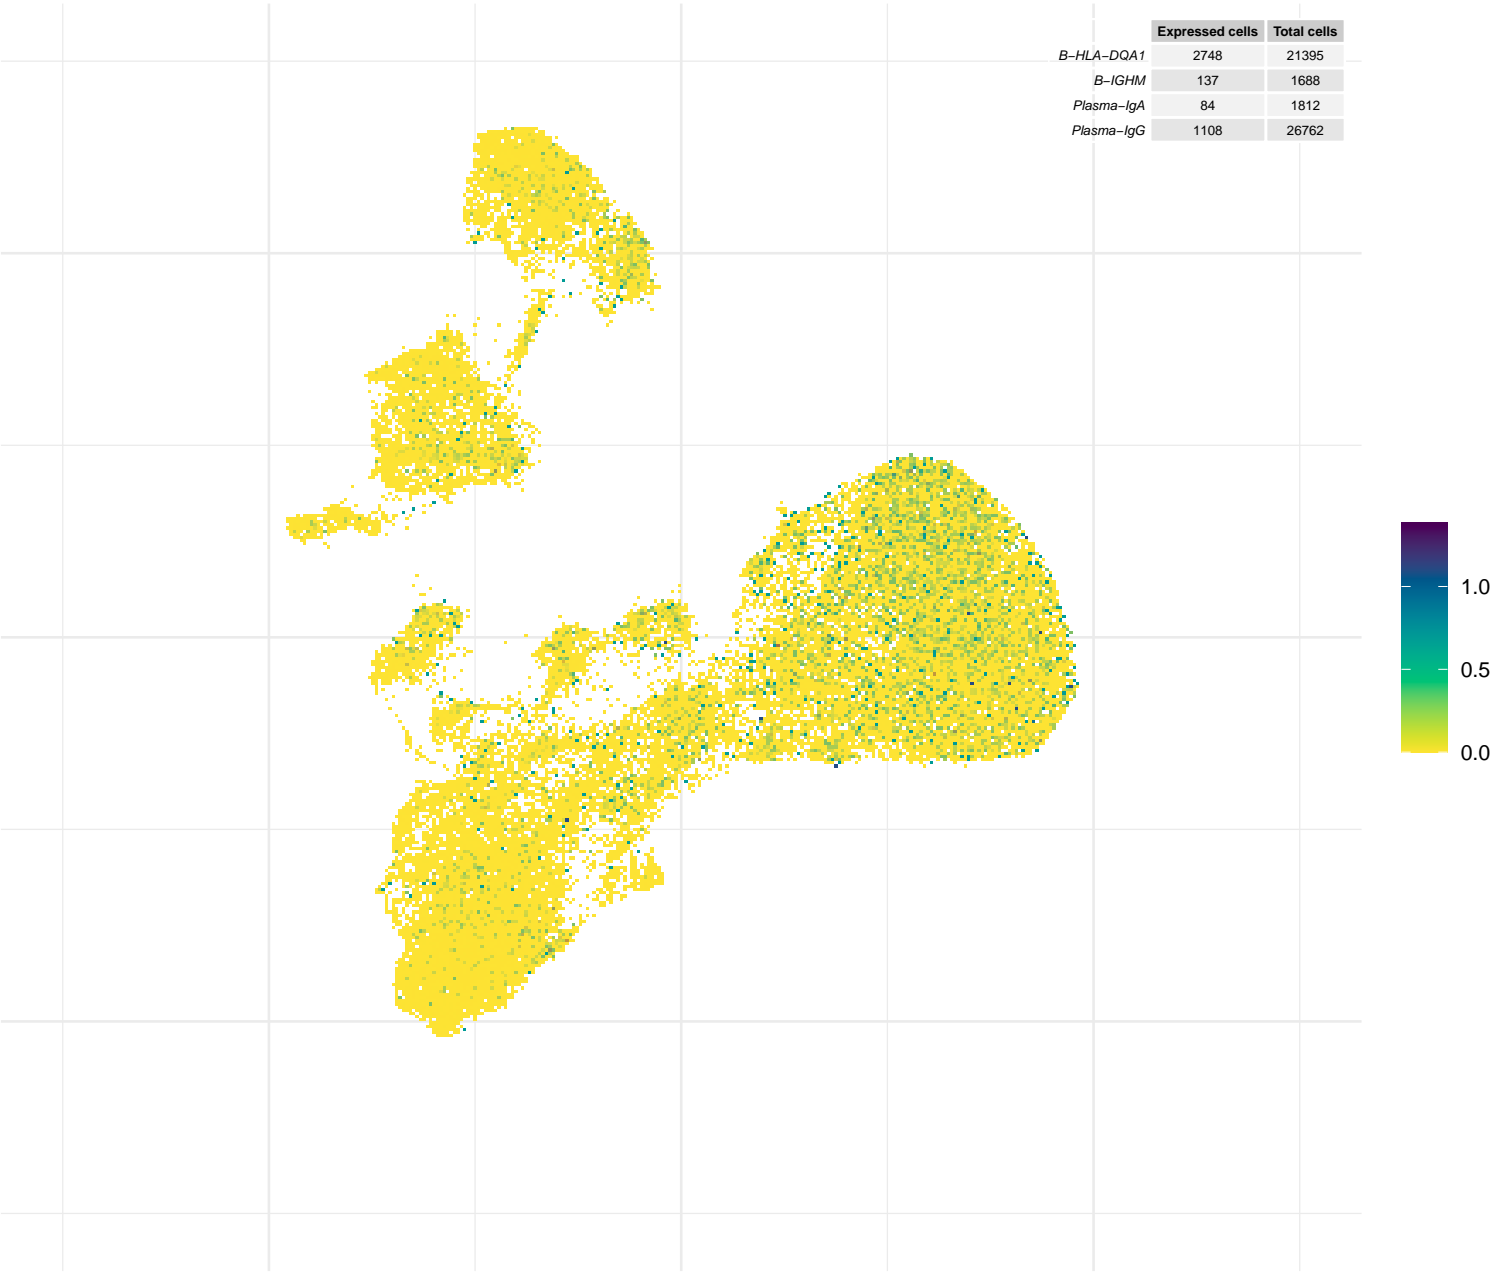 Expressed cells Total cells
B-HLA-DQA1 2748 21395
B-IGHM 137 1688
Plasma-IgA 84 1812
Plasma-IgG 1108 26762
1.0
0.5
0.0